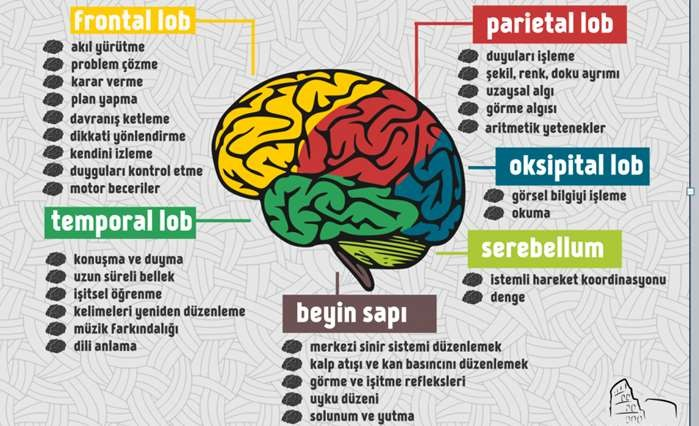 frontal lob
akıl yürütme
problem çözme
karar verme
plan yapma
davranış ketleme
dikkati yönlendirme
kendini izleme
duyguları kontrol etme
motor beceriler
temporal lob
konuşma ve duyma
uzun süreli bellek
işitsel öğrenme
kelimeleri yeniden düzenleme
müzik farkındalığı
dili anlama
parietal lob
duyuları işleme
şekil, renk, doku ayrımı
uzaysal algı
görme algısı
aritmetik yetenekler
oksipital lob
görsel bilgiyi işleme
okuma
serebellum
istemli hareket koordinasyonu
denge
beyin sapı
merkezi sinir sistemi düzenlemek
kalp atışı ve kan basıncını düzenlemek
görme ve işitme refleksleri
uyku düzeni
solunum ve yutma